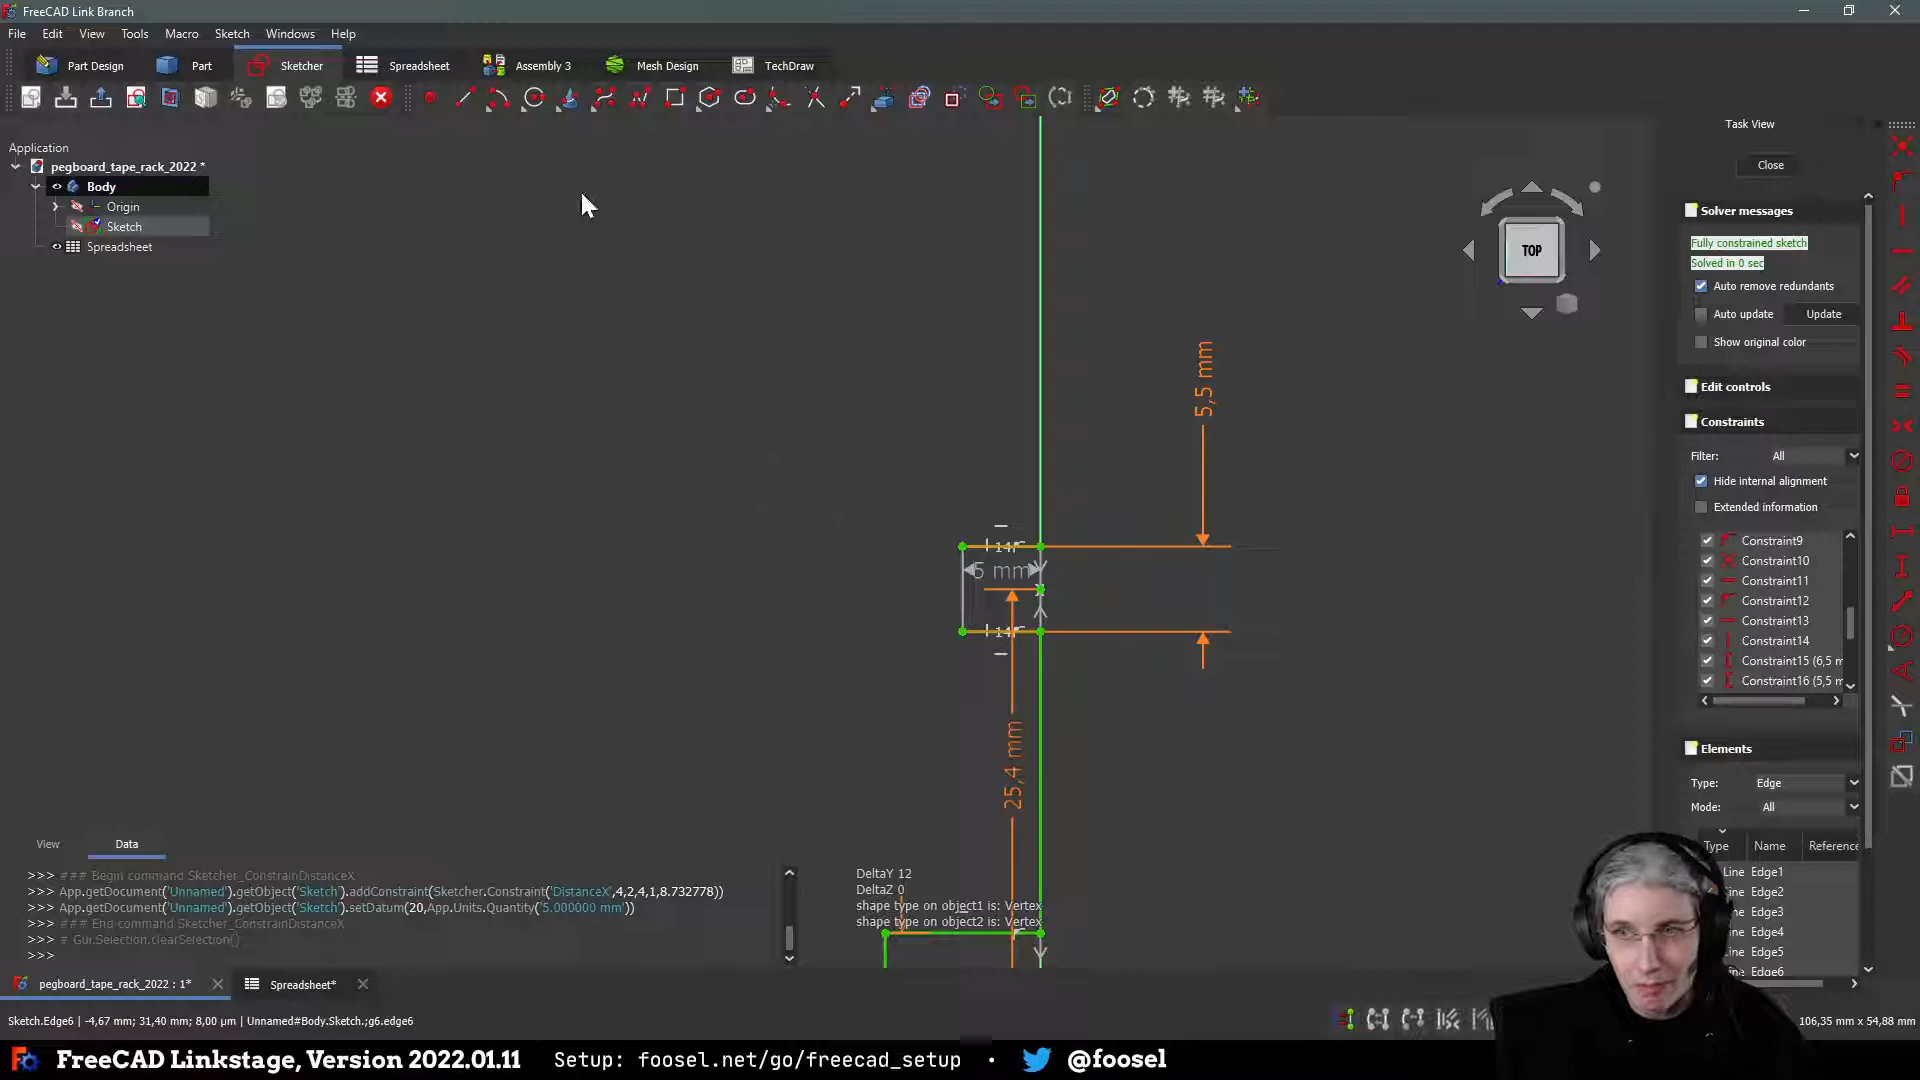 FreeCAD Link Branch
File Edit View Tools Macro Sketch Windows Help
Part Design Part Sketcher Spreadsheet Assembly 3 Mesh Design TechDraw
Application
pegboard_tape_rack_2022 *
Body
Origin
Sketch
Spreadsheet
TOP
5,5 mm
5 mm
25,4 mm
Task View
Close
Solver messages
Fully constrained sketch
Solved in 0 sec
Auto remove redundants
Auto update Update
Show original color
Edit controls
Constraints
Filter: All
Hide internal alignment
Extended information
Constraint9
Constraint10
Constraint11
Constraint12
Constraint13
Constraint14
Constraint15 (6,5 m
Constraint16 (5,5 m
Elements
Type: Edge
Mode: All
Type Name Reference
Line Edge1
Line Edge2
Line Edge3
Line Edge4
Line Edge5
Line Edge6
View Data
>>> ### Begin command Sketcher_ConstrainDistanceX
>>> App.getDocument('Unnamed').getObject('Sketch').addConstraint(Sketcher.Constraint('DistanceX',4,2,4,1,8.732778))
>>> App.getDocument('Unnamed').getObject('Sketch').setDatum(20,App.Units.Quantity('5.000000 mm'))
>>> ### End command Sketcher_ConstrainDistanceX
>>> # Gui.Selection.clearSelection()
>>>
DeltaY 12
DeltaZ 0
shape type on object1 is: Vertex
shape type on object2 is: Vertex
pegboard_tape_rack_2022 : 1* Spreadsheet*
Sketch.Edge6 | -4,67 mm; 31,40 mm; 8,00 µm | Unnamed#Body.Sketch.;g6.edge6
106,35 mm x 54,88 mm
FreeCAD Linkstage, Version 2022.01.11 Setup: foosel.net/go/freecad_setup • @foosel